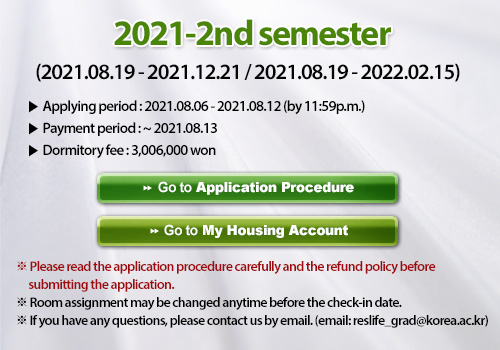 2021-2nd semester
(2021.08.19 - 2021.12.21 / 2021.08.19 - 2022.02.15)
▶ Applying period : 2021.08.06 - 2021.08.12 (by 11:59p.m.)
▶ Payment period : ~ 2021.08.13
▶ Dormitory fee : 3,006,000 won
▸▸ Go to Application Procedure
▸▸ Go to My Housing Account
※ Please read the application procedure carefully and the refund policy before
submitting the application.
※ Room assignment may be changed anytime before the check-in date.
※ If you have any questions, please contact us by email. (email: reslife_grad@korea.ac.kr)